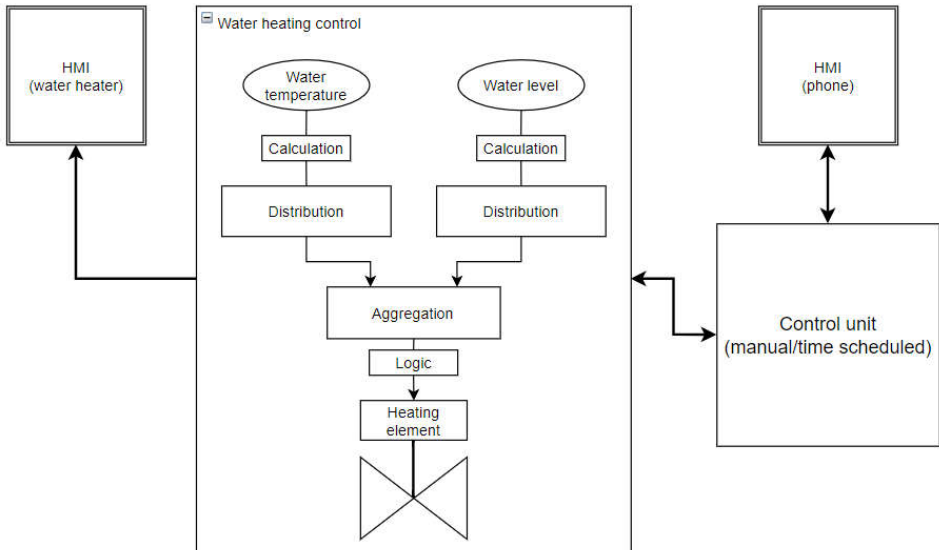 HMI
(water heater)
Water heating control
Water
temperature
Water level
Calculation
Calculation
Distribution
Distribution
Aggregation
Logic
Heating
element
HMI
(phone)
Control unit
(manual/time scheduled)